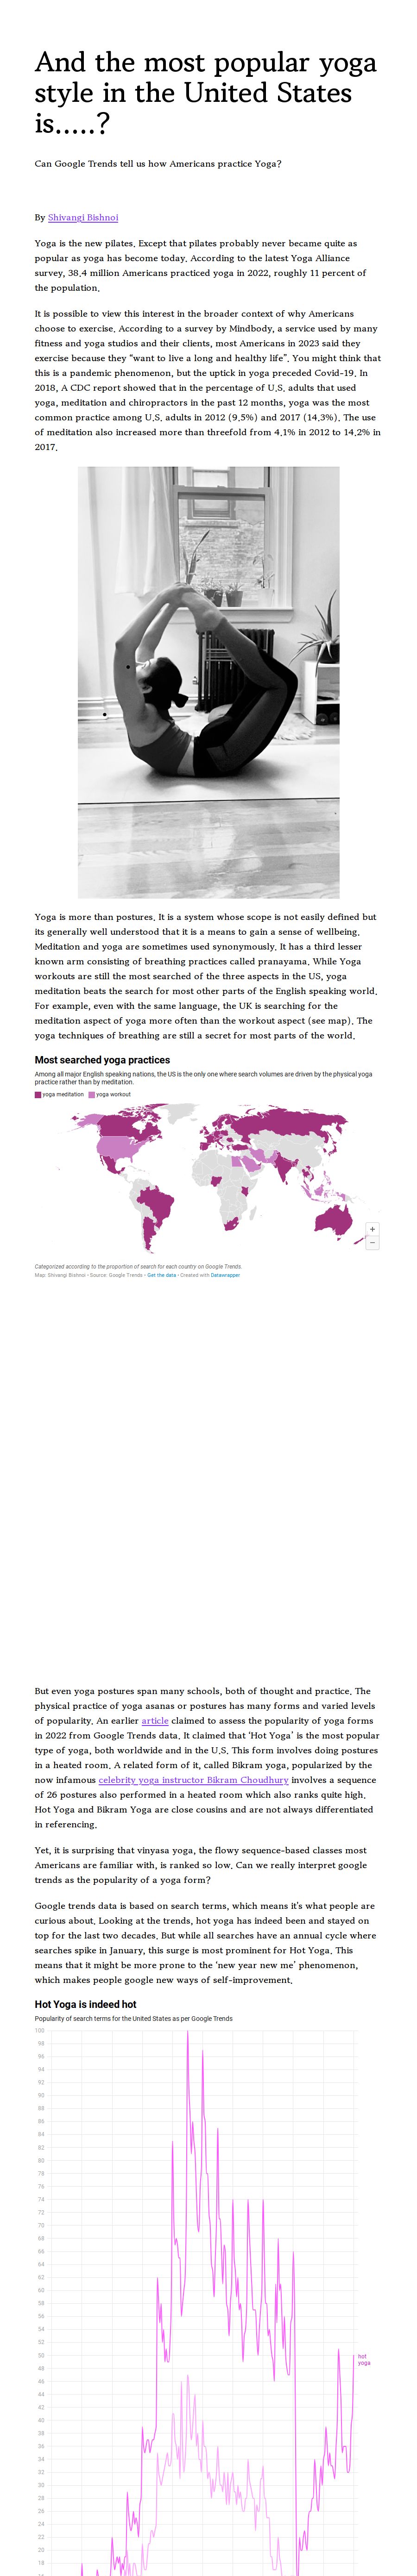 And the most popular yoga
style in the United States
is.....?
Can Google Trends tell us how Americans practice Yoga?
By Shivangi Bishnoi
Yoga is the new pilates. Except that pilates probably never became quite as
popular as yoga has become today. According to the latest Yoga Alliance
survey, 38.4 million Americans practiced yoga in 2022, roughly 11 percent of
the population.
It is possible to view this interest in the broader context of why Americans
choose to exercise. According to a survey by Mindbody, a service used by many
fitness and yoga studios and their clients, most Americans in 2023 said they
exercise because they “want to live a long and healthy life”. You might think that
this is a pandemic phenomenon, but the uptick in yoga preceded Covid-19. In
2018, A CDC report showed that in the percentage of U.S. adults that used
yoga, meditation and chiropractors in the past 12 months, yoga was the most
common practice among U.S. adults in 2012 (9.5%) and 2017 (14.3%). The use
of meditation also increased more than threefold from 4.1% in 2012 to 14.2% in
2017.
Yoga is more than postures. It is a system whose scope is not easily defined but
its generally well understood that it is a means to gain a sense of wellbeing.
Meditation and yoga are sometimes used synonymously. It has a third lesser
known arm consisting of breathing practices called pranayama. While Yoga
workouts are still the most searched of the three aspects in the US, yoga
meditation beats the search for most other parts of the English speaking world.
For example, even with the same language, the UK is searching for the
meditation aspect of yoga more often than the workout aspect (see map). The
yoga techniques of breathing are still a secret for most parts of the world.
Most searched yoga practices
Among all major English speaking nations, the US is the only one where search volumes are driven by the physical yoga
practice rather than by meditation.
yoga meditation yoga workout
+
−
Categorized according to the proportion of search for each country on Google Trends.
Map: Shivangi Bishnoi • Source: Google Trends • Get the data • Created with Datawrapper
But even yoga postures span many schools, both of thought and practice. The
physical practice of yoga asanas or postures has many forms and varied levels
of popularity. An earlier article claimed to assess the popularity of yoga forms
in 2022 from Google Trends data. It claimed that ‘Hot Yoga’ is the most popular
type of yoga, both worldwide and in the U.S. This form involves doing postures
in a heated room. A related form of it, called Bikram yoga, popularized by the
now infamous celebrity yoga instructor Bikram Choudhury involves a sequence
of 26 postures also performed in a heated room which also ranks quite high.
Hot Yoga and Bikram Yoga are close cousins and are not always differentiated
in referencing.
Yet, it is surprising that vinyasa yoga, the flowy sequence-based classes most
Americans are familiar with, is ranked so low. Can we really interpret google
trends as the popularity of a yoga form?
Google trends data is based on search terms, which means it's what people are
curious about. Looking at the trends, hot yoga has indeed been and stayed on
top for the last two decades. But while all searches have an annual cycle where
searches spike in January, this surge is most prominent for Hot Yoga. This
means that it might be more prone to the ‘new year new me’ phenomenon,
which makes people google new ways of self-improvement.
Hot Yoga is indeed hot
Popularity of search terms for the United States as per Google Trends
100
98
96
94
92
90
88
86
84
82
80
78
76
74
72
70
68
66
64
62
60
58
56
54
52
50
hot
yoga
48
46
44
42
40
38
36
34
32
30
28
26
24
22
20
18